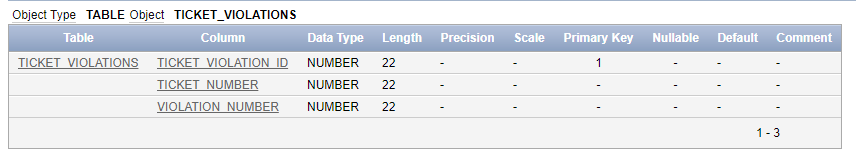 Object Type TABLE Object TICKET_VIOLATIONS
Table Column Data Type Length Precision Scale Primary Key Nullable Default Comment
TICKET_VIOLATIONS TICKET_VIOLATION_ID NUMBER 22 - - 1 - - -
TICKET_NUMBER NUMBER 22 - - - - - -
VIOLATION_NUMBER NUMBER 22 - - - - - -
1 - 3